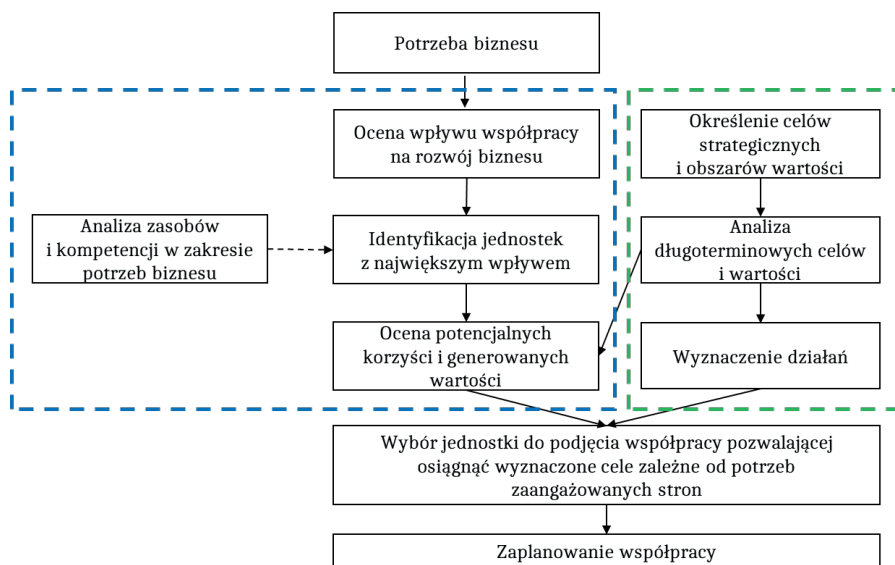 Potrzeba biznesu
Ocena wpływu współpracy
na rozwój biznesu
Określenie celów
strategicznych
i obszarów wartości
Analiza zasobów
i kompetencji w zakresie
potrzeb biznesu
Identyfikacja jednostek
z największym wpływem
Analiza
długoterminowych celów
i wartości
Ocena potencjalnych
korzyści i generowanych
wartości
Wyznaczenie działań
Wybór jednostki do podjęcia współpracy pozwalającej
osiągnąć wyznaczone cele zależne od potrzeb
zaangażowanych stron
Zaplanowanie współpracy